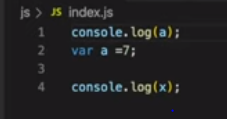 js > JS index.js
1 console.log(a);
2 var a =7;
3
4 console.log(x);